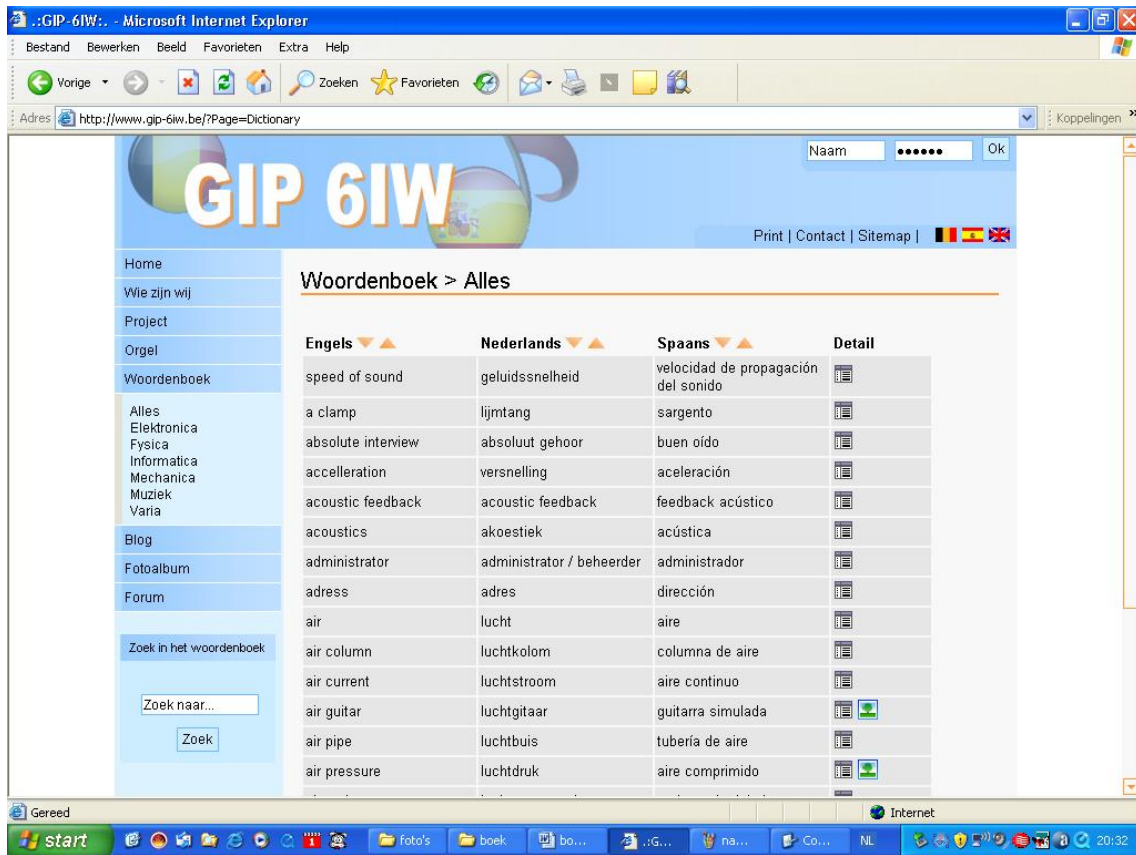 .:GIP-6IW:. - Microsoft Internet Explorer
Bestand Bewerken Beeld Favorieten Extra Help
Vorige Zoeken Favorieten
Adres http://www.gip-6iw.be/?Page=Dictionary Koppelingen »
GIP 6IW
Naam •••••• Ok
Print | Contact | Sitemap |
Home
Wie zijn wij
Project
Orgel
Woordenboek
Alles
Elektronica
Fysica
Informatica
Mechanica
Muziek
Varia
Blog
Fotoalbum
Forum
Zoek in het woordenboek
Zoek naar...
Zoek
Woordenboek > Alles
Engels Nederlands Spaans Detail
speed of sound geluidssnelheid velocidad de propagación
del sonido
a clamp lijmtang sargento
absolute interview absoluut gehoor buen oído
accelleration versnelling aceleración
acoustic feedback acoustic feedback feedback acústico
acoustics akoestiek acústica
administrator administrator / beheerder administrador
adress adres dirección
air lucht aire
air column luchtkolom columna de aire
air current luchtstroom aire continuo
air guitar luchtgitaar guitarra simulada
air pipe luchtbuis tubería de aire
air pressure luchtdruk aire comprimido
Gereed Internet
start foto's boek bo... .:G... na... Co... NL 20:32